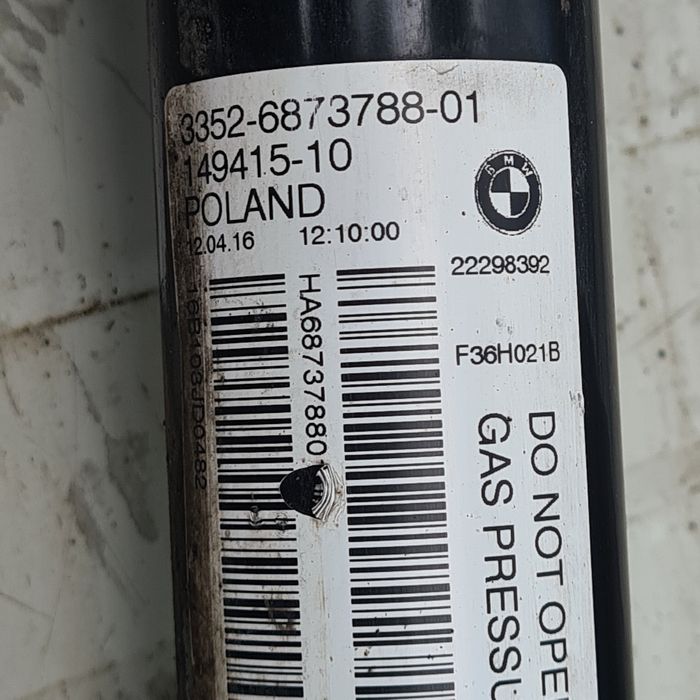 3352-6873788-01
149415-10
POLAND
12.04.16 12:10:00
BMW
22298392
F36H021B
HA68737880
DO NOT OPE
GAS PRESSU